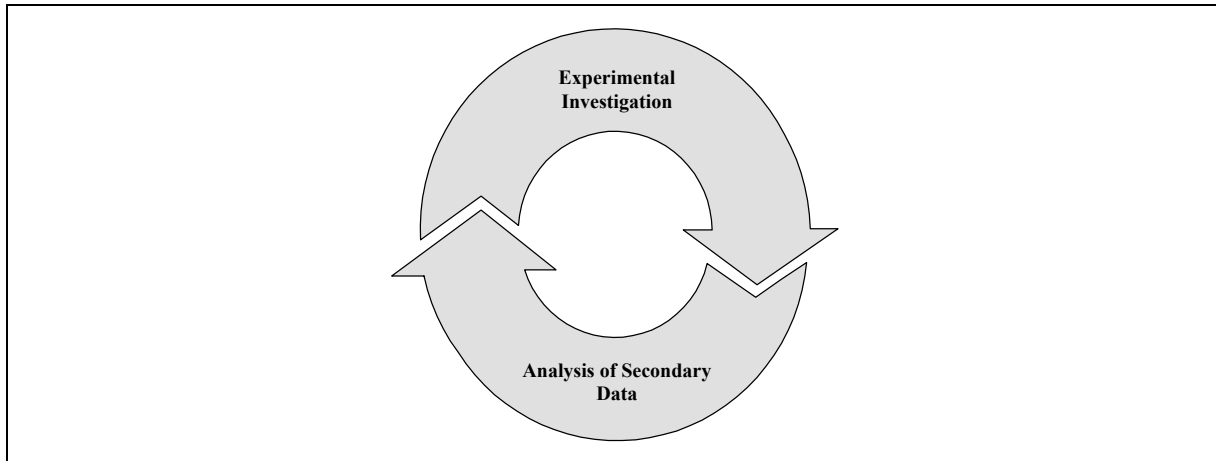 Experimental
Investigation
Analysis of Secondary
Data